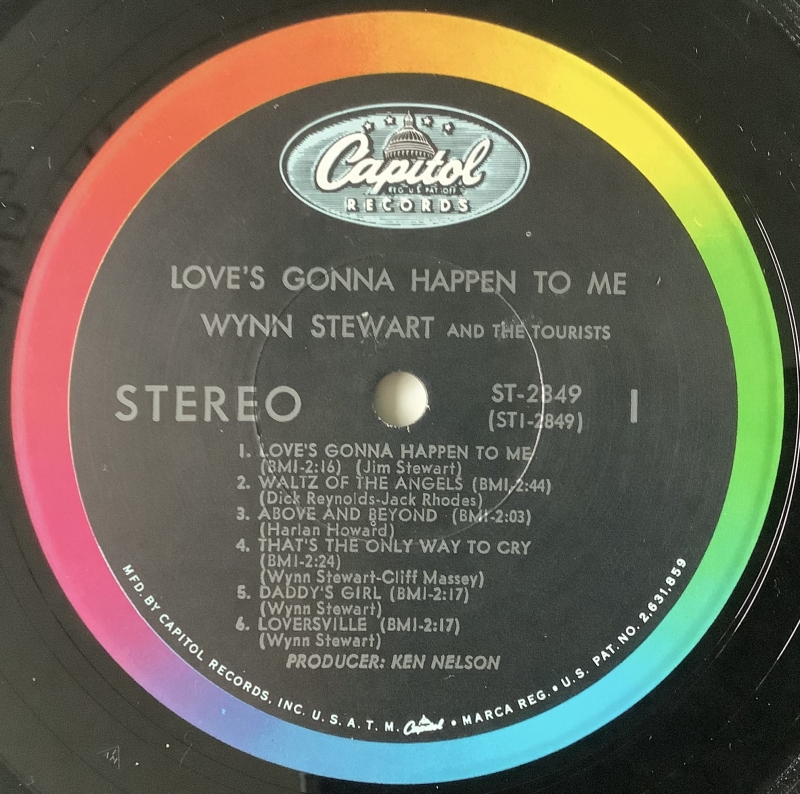 Capitol
REG. U.S. PAT. OFF.
RECORDS
LOVE'S GONNA HAPPEN TO ME
WYNN STEWART AND THE TOURISTS
STEREO
ST-2849
(ST1-2849)
1
1. LOVE'S GONNA HAPPEN TO ME
(BMI-2:16) (Jim Stewart)
2. WALTZ OF THE ANGELS (BMI-2:44)
(Dick Reynolds-Jack Rhodes)
3. ABOVE AND BEYOND (BMI-2:03)
(Harlan Howard)
4. THAT'S THE ONLY WAY TO CRY
(BMI-2:24)
(Wynn Stewart-Cliff Massey)
5. DADDY'S GIRL (BMI-2:17)
(Wynn Stewart)
6. LOVERSVILLE (BMI-2:17)
(Wynn Stewart)
PRODUCER: KEN NELSON
MFD. BY CAPITOL RECORDS, INC. U. S. A. T. M. Capitol • MARCA REG. • U. S. PAT. NO. 2,631,859